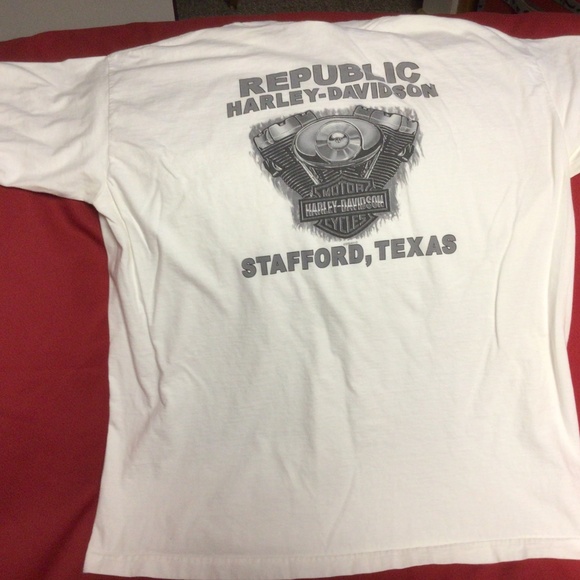 REPUBLIC
HARLEY-DAVIDSON
MOTOR
HARLEY-DAVIDSON
CYCLES
STAFFORD, TEXAS